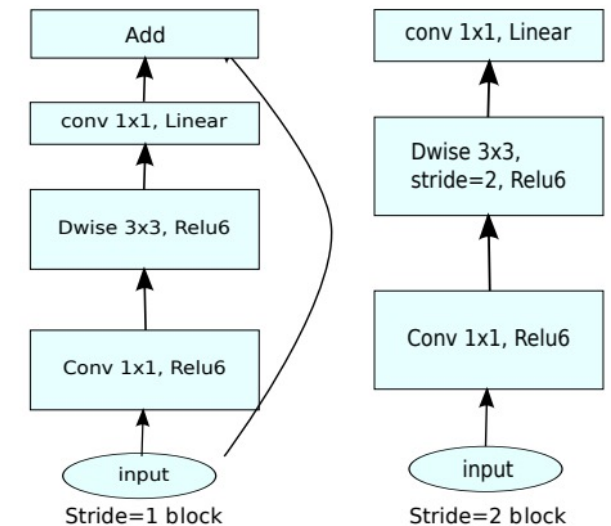 Add
conv 1x1, Linear
Dwise 3x3, Relu6
Conv 1x1, Relu6
input
Stride=1 block
conv 1x1, Linear
Dwise 3x3,
stride=2, Relu6
Conv 1x1, Relu6
input
Stride=2 block